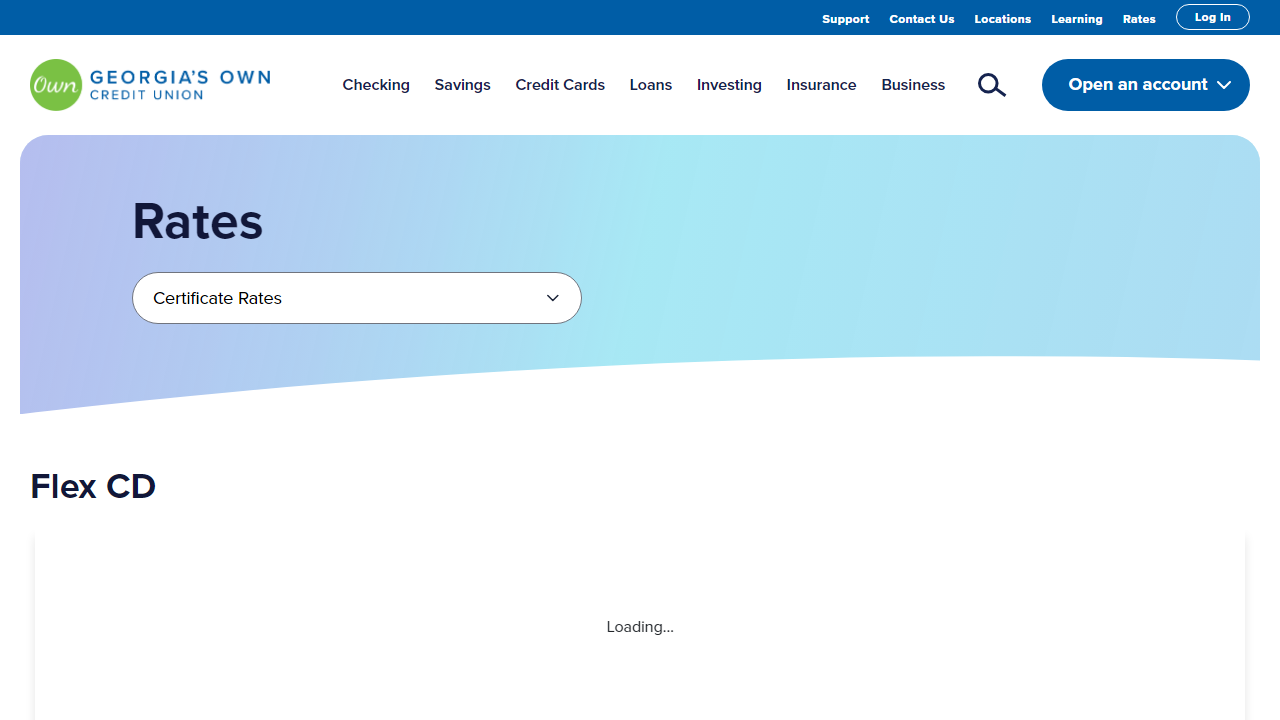 Support Contact Us Locations Learning Rates Log In
Own GEORGIA'S OWN
CREDIT UNION
Checking Savings Credit Cards Loans Investing Insurance Business
Open an account
Rates
Certificate Rates
Flex CD
Loading...